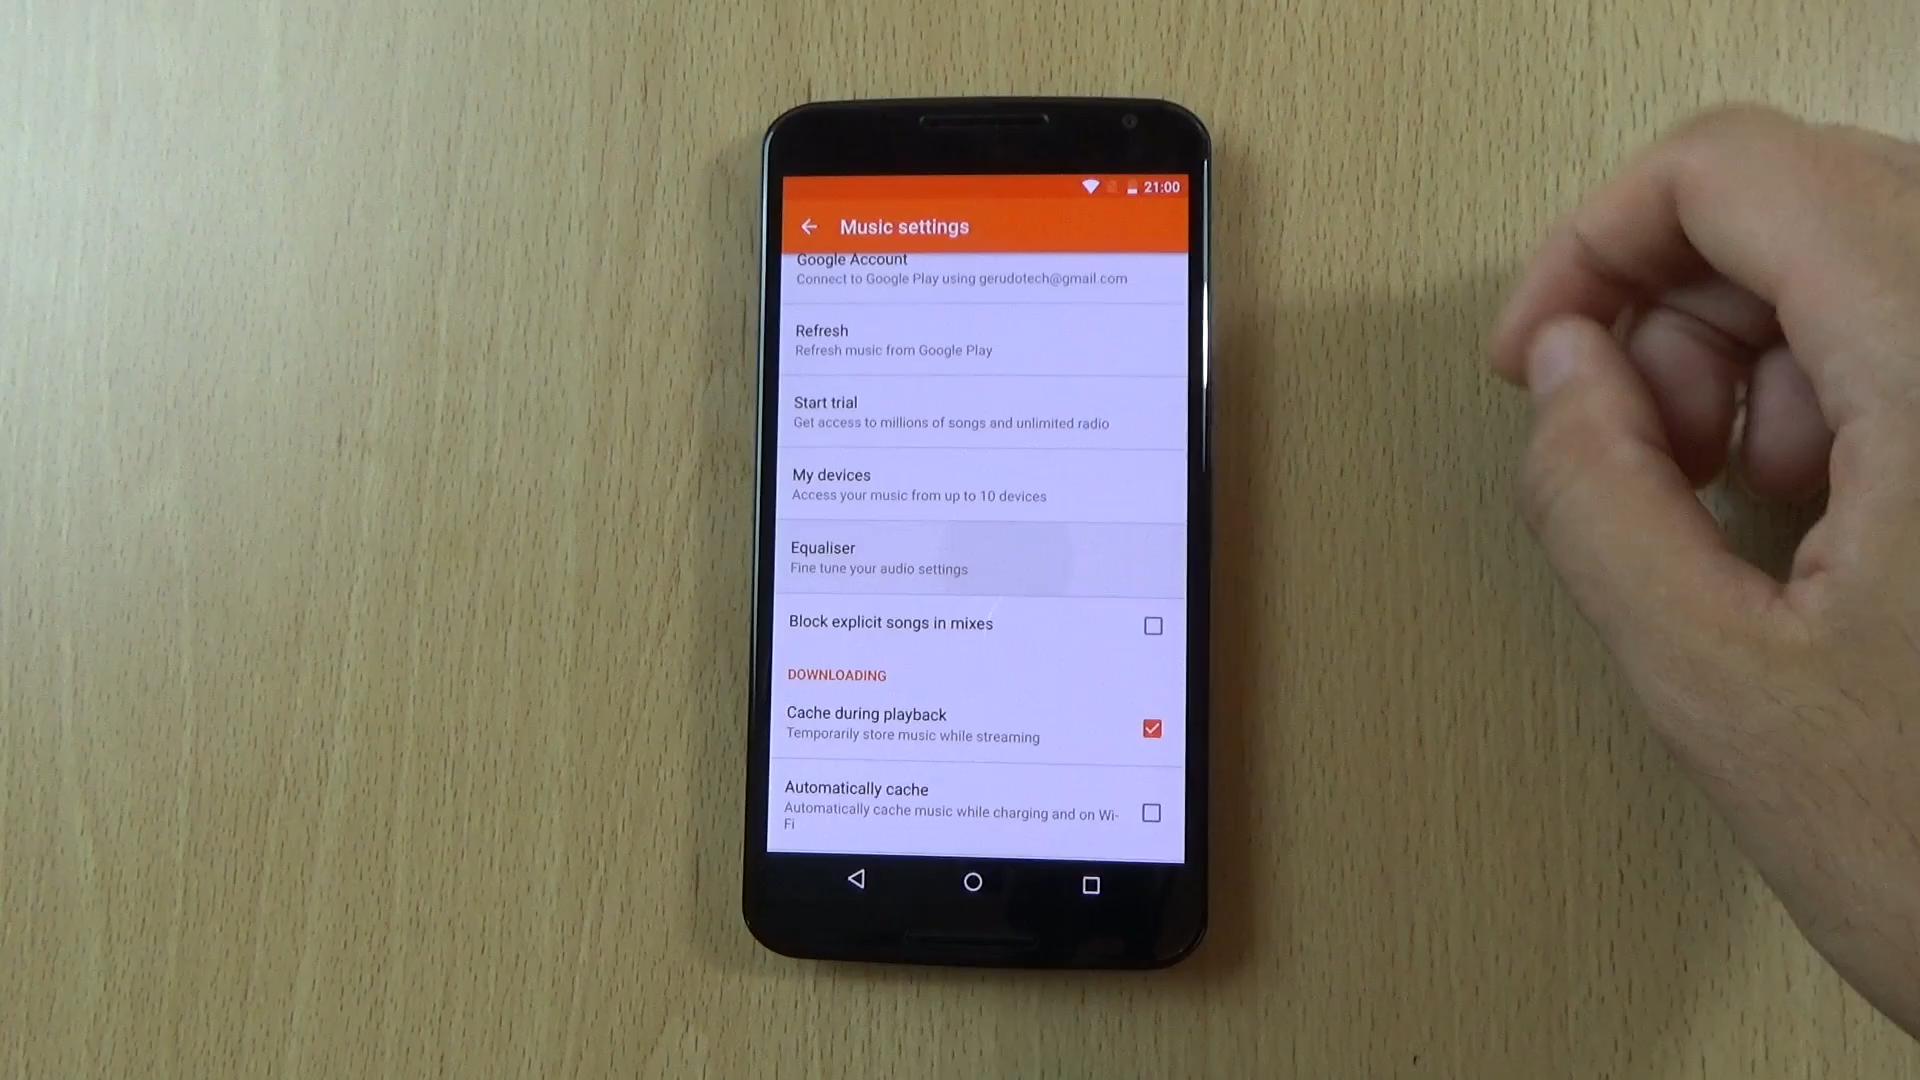 21:00
Music settings
Google Account
Connect to Google Play using gerudotech@gmail.com
Refresh
Refresh music from Google Play
Start trial
Get access to millions of songs and unlimited radio
My devices
Access your music from up to 10 devices
Equaliser
Fine tune your audio settings
Block explicit songs in mixes
DOWNLOADING
Cache during playback
Temporarily store music while streaming
Automatically cache
Automatically cache music while charging and on Wi-
Fi